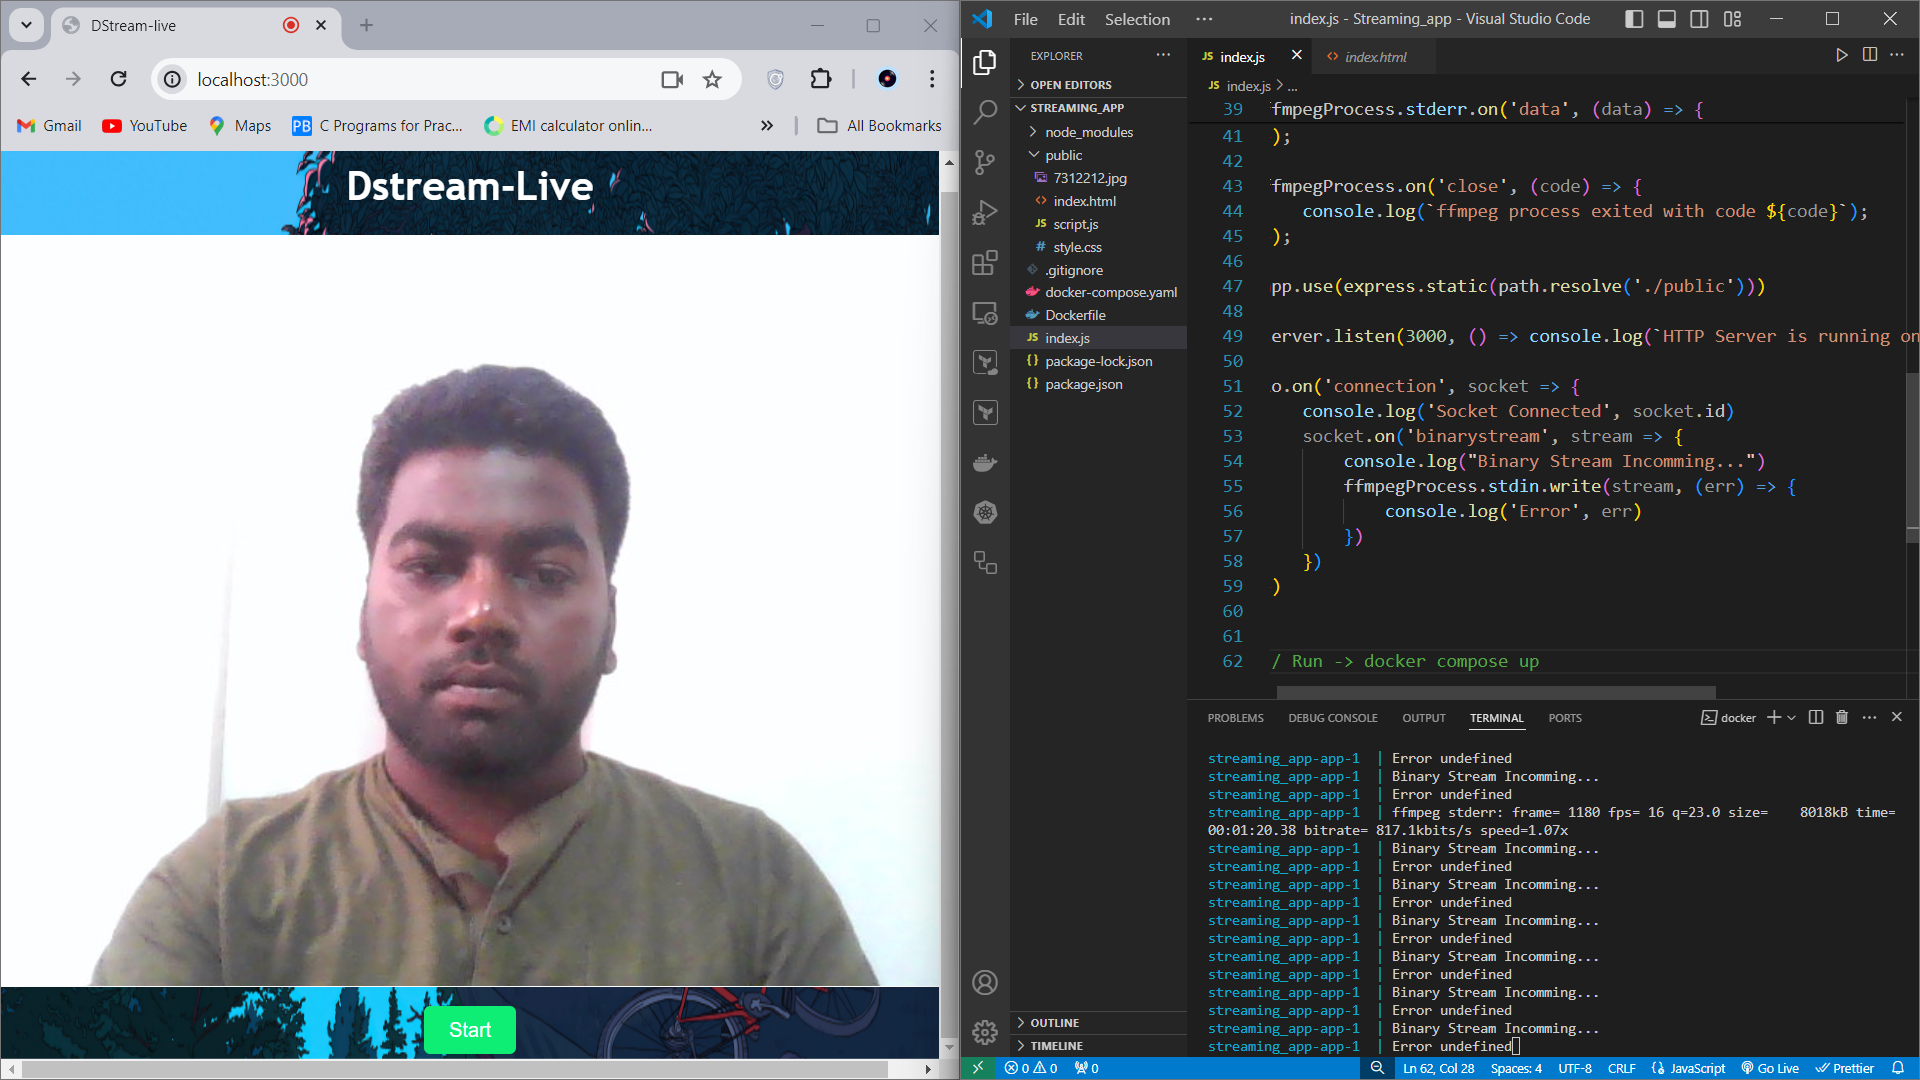 DStream-live
localhost:3000
Gmail YouTube Maps PB C Programs for Prac... EMI calculator onlin... » All Bookmarks
Dstream-Live
Start
File Edit Selection ··· index.js - Streaming_app - Visual Studio Code
EXPLORER ···
OPEN EDITORS
STREAMING_APP
node_modules
public
7312212.jpg
<> index.html
JS script.js
# style.css
.gitignore
docker-compose.yaml
Dockerfile
JS index.js
{} package-lock.json
{} package.json
OUTLINE
TIMELINE
JS index.js <> index.html
JS index.js > ...
39 fmpegProcess.stderr.on('data', (data) => {
41 );
42
43 fmpegProcess.on('close', (code) => {
44 console.log(`ffmpeg process exited with code ${code}`);
45 );
46
47 pp.use(express.static(path.resolve('./public')))
48
49 erver.listen(3000, () => console.log(`HTTP Server is running on
50
51 o.on('connection', socket => {
52 console.log('Socket Connected', socket.id)
53 socket.on('binarystream', stream => {
54 console.log("Binary Stream Incomming...")
55 ffmpegProcess.stdin.write(stream, (err) => {
56 console.log('Error', err)
57 })
58 })
59 )
60
61
62 / Run -> docker compose up
PROBLEMS DEBUG CONSOLE OUTPUT TERMINAL PORTS docker
streaming_app-app-1 | Error undefined
streaming_app-app-1 | Binary Stream Incomming...
streaming_app-app-1 | Error undefined
streaming_app-app-1 | ffmpeg stderr: frame= 1180 fps= 16 q=23.0 size= 8018kB time=
00:01:20.38 bitrate= 817.1kbits/s speed=1.07x
streaming_app-app-1 | Binary Stream Incomming...
streaming_app-app-1 | Error undefined
streaming_app-app-1 | Binary Stream Incomming...
streaming_app-app-1 | Error undefined
streaming_app-app-1 | Binary Stream Incomming...
streaming_app-app-1 | Error undefined
streaming_app-app-1 | Binary Stream Incomming...
streaming_app-app-1 | Error undefined
streaming_app-app-1 | Binary Stream Incomming...
streaming_app-app-1 | Error undefined
streaming_app-app-1 | Binary Stream Incomming...
streaming_app-app-1 | Error undefined
0 0 0 Ln 62, Col 28 Spaces: 4 UTF-8 CRLF {} JavaScript Go Live Prettier